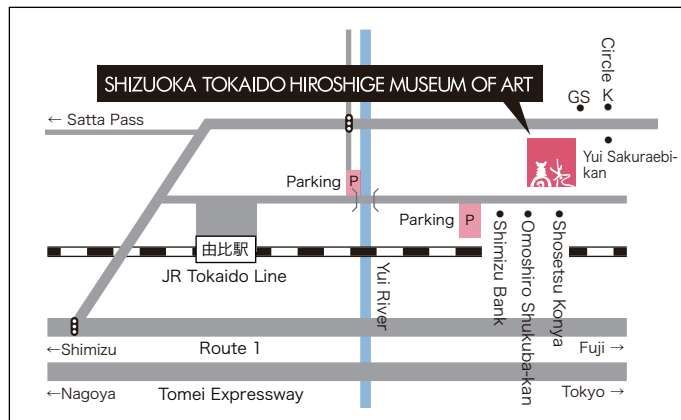 SHIZUOKA TOKAIDO HIROSHIGE MUSEUM OF ART
Circle K
GS
← Satta Pass
Yui Sakuraebi-
kan
Parking P
Parking P
Shimizu Bank
Omoshiro Shukuba-kan
Shosetsu Konya
由比駅
JR Tokaido Line
Yui River
←Shimizu
Route 1
Fuji →
←Nagoya
Tomei Expressway
Tokyo →